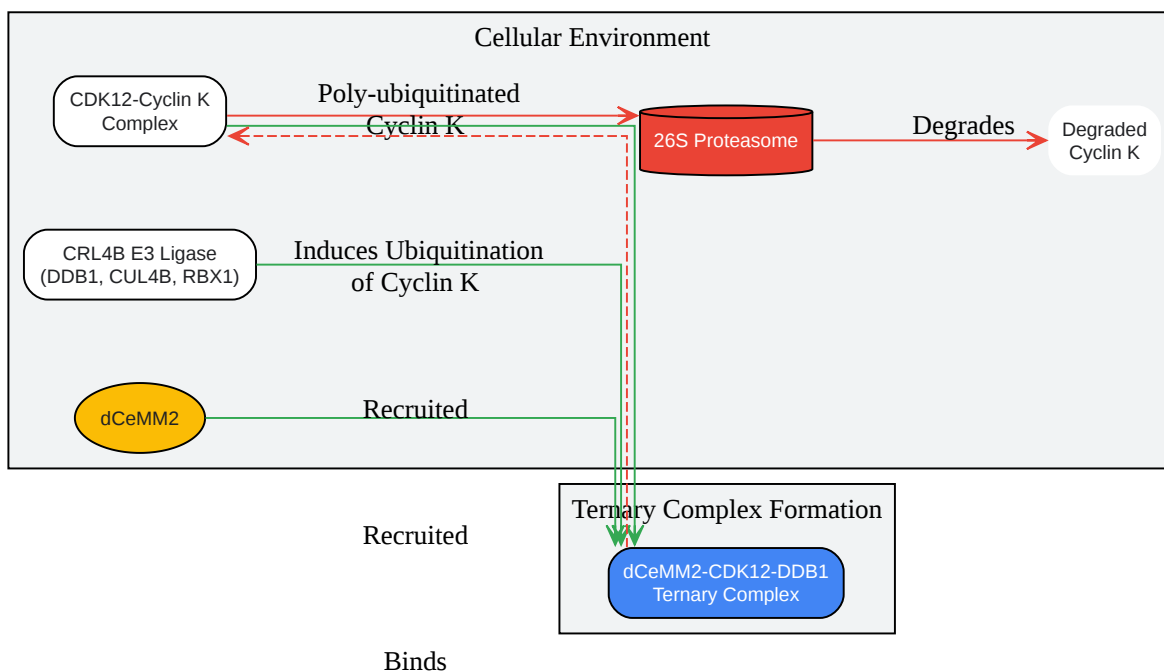 Cellular Environment
CDK12-Cyclin K
Complex
Poly-ubiquitinated
Cyclin K
26S Proteasome
Degrades
Degraded
Cyclin K
CRL4B E3 Ligase
(DDB1, CUL4B, RBX1)
Induces Ubiquitination
of Cyclin K
dCeMM2
Recruited
Ternary Complex Formation
Recruited
dCeMM2-CDK12-DDB1
Ternary Complex
Binds